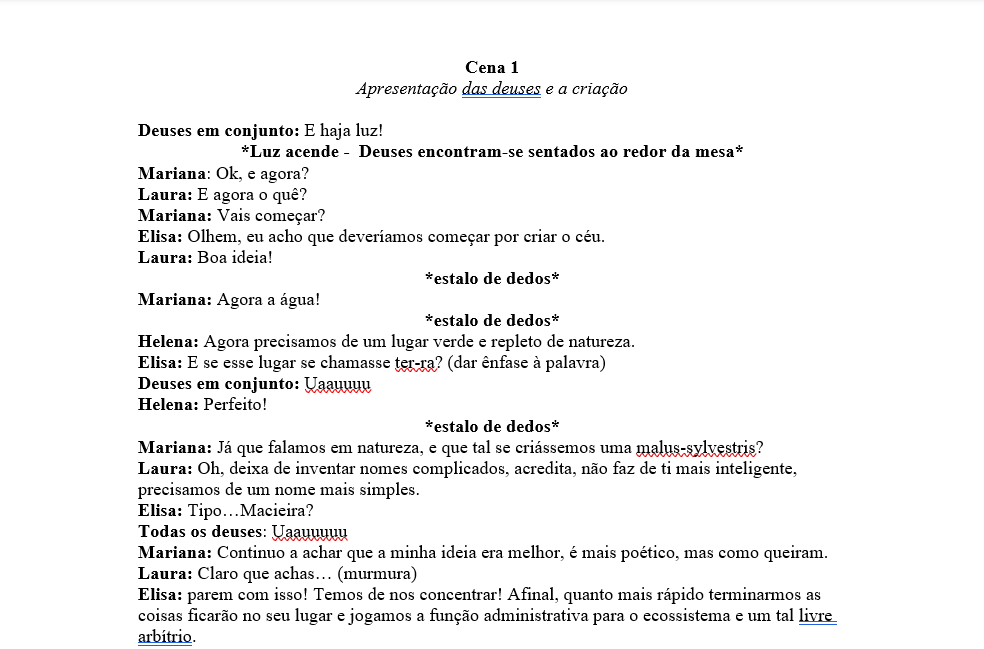 Cena 1
Apresentação das deuses e a criação
Deuses em conjunto: E haja luz!
*Luz acende - Deuses encontram-se sentados ao redor da mesa*
Mariana: Ok, e agora?
Laura: E agora o quê?
Mariana: Vais começar?
Elisa: Olhem, eu acho que deveríamos começar por criar o céu.
Laura: Boa ideia!
*estalo de dedos*
Mariana: Agora a água!
*estalo de dedos*
Helena: Agora precisamos de um lugar verde e repleto de natureza.
Elisa: E se esse lugar se chamasse ter-ra? (dar ênfase à palavra)
Deuses em conjunto: Uaauuuu
Helena: Perfeito!
*estalo de dedos*
Mariana: Já que falamos em natureza, e que tal se criássemos uma malus-sylvestris?
Laura: Oh, deixa de inventar nomes complicados, acredita, não faz de ti mais inteligente,
precisamos de um nome mais simples.
Elisa: Tipo…Macieira?
Todas os deuses: Uaauuuuu
Mariana: Continuo a achar que a minha ideia era melhor, é mais poético, mas como queiram.
Laura: Claro que achas… (murmura)
Elisa: parem com isso! Temos de nos concentrar! Afinal, quanto mais rápido terminarmos as
coisas ficarão no seu lugar e jogamos a função administrativa para o ecossistema e um tal livre
arbítrio.